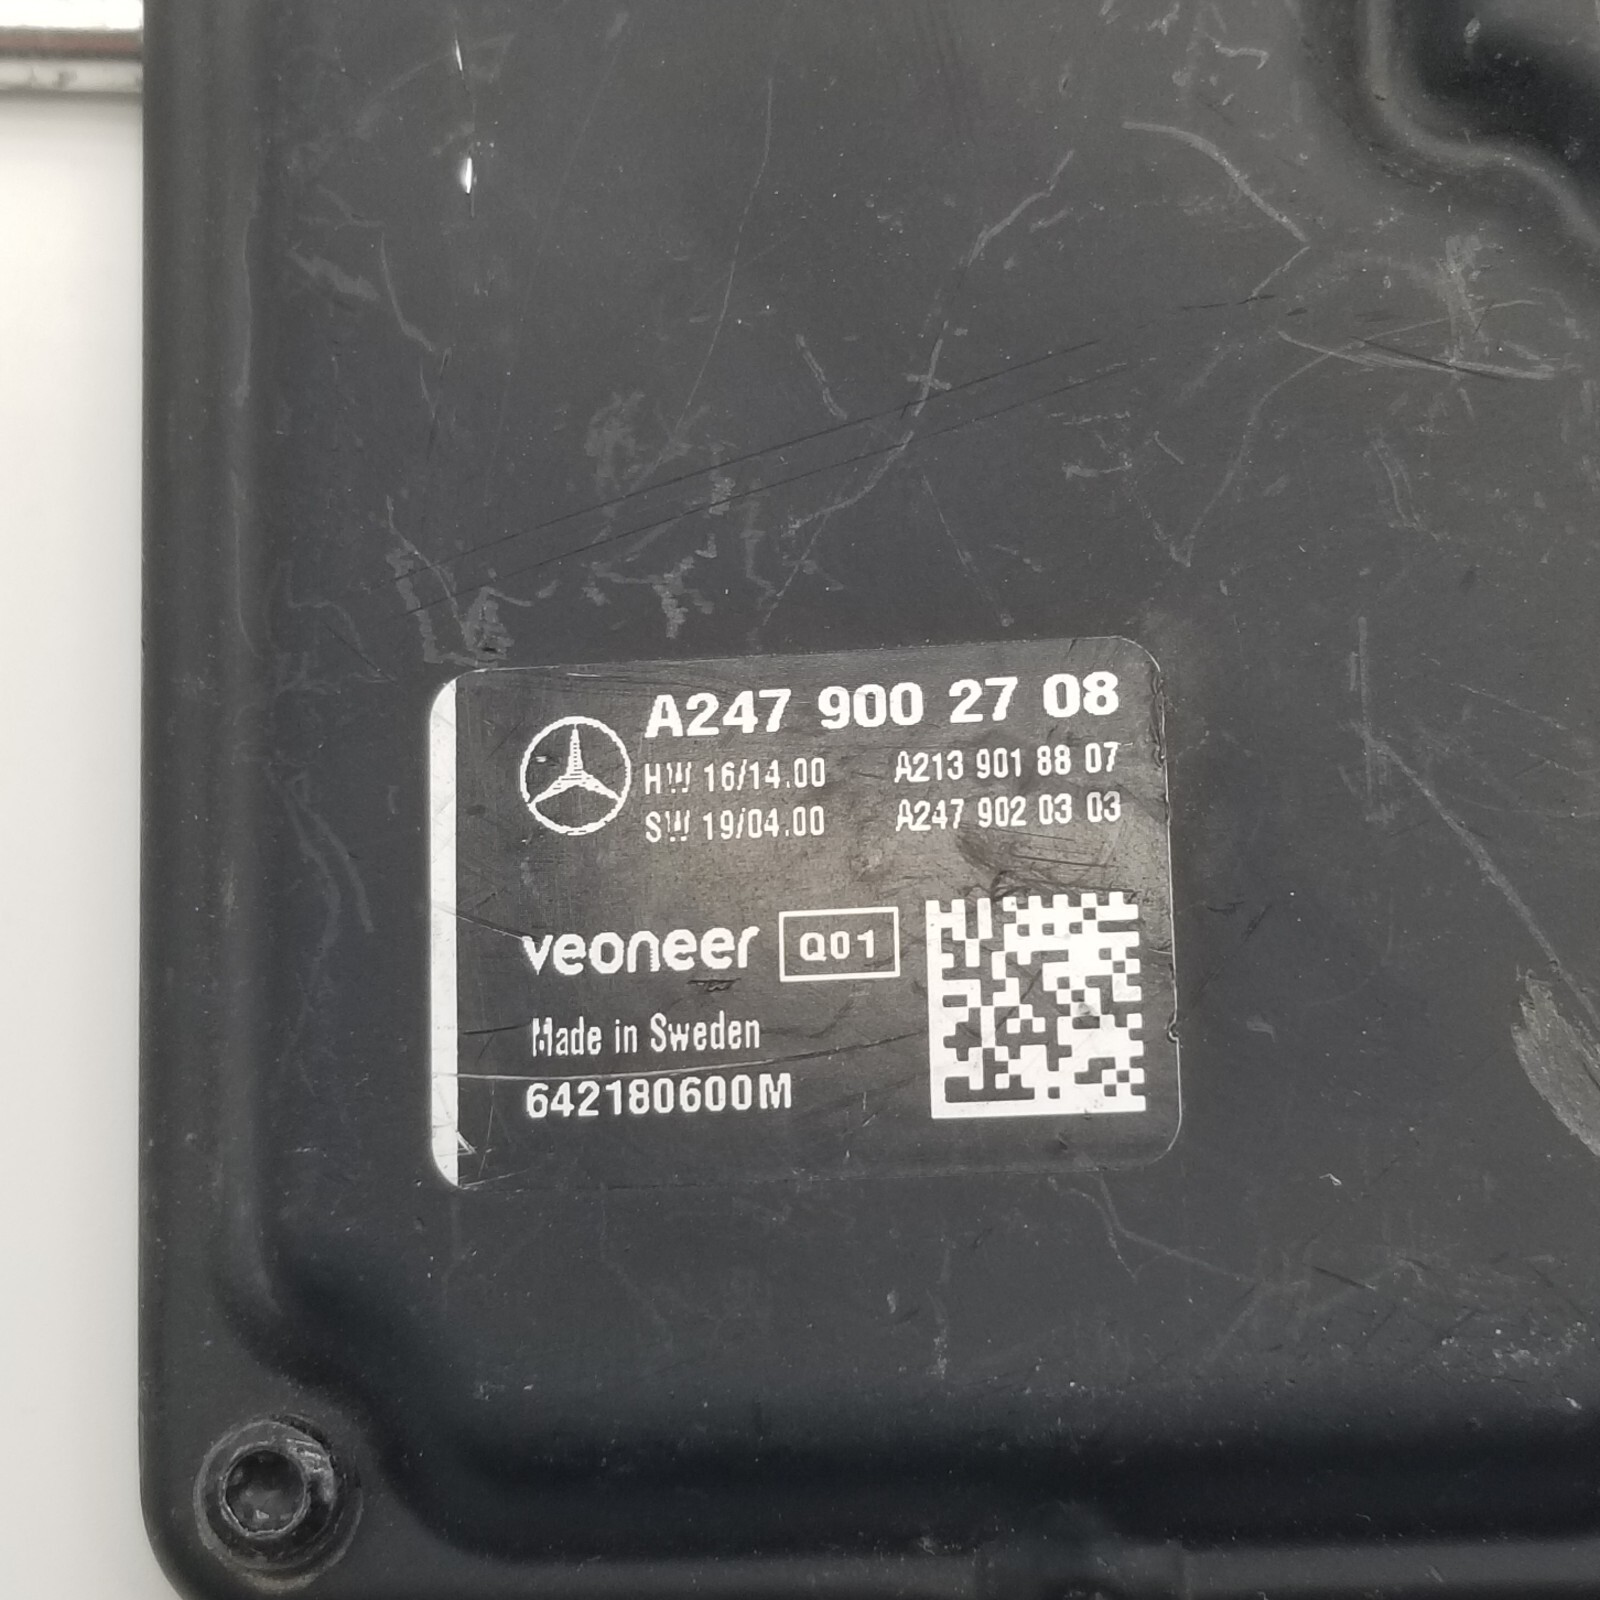 A247 900 27 08
HW 16/14.00 A213 901 88 07
SW 19/04.00 A247 902 03 03
veoneer Q01
Made in Sweden
642180600M